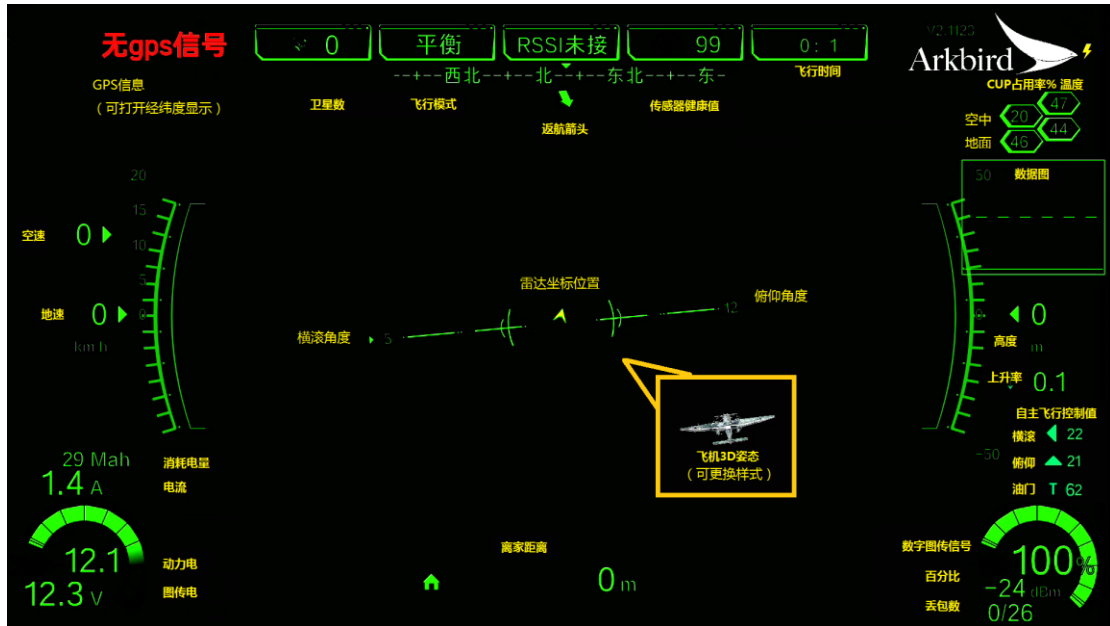 无gps信号
0
平衡
RSSI未接
99
0: 1
V2.1123
Arkbird
--+---西北--+--北--+--东北--+---东-
GPS信息
(可打开经纬度显示)
卫星数
飞行模式
返航箭头
传感器健康值
飞行时间
CUP占用率% 温度
空中 20 47
地面 46 44
20
15
10
5
0
空速 0
地速 0
km h
50
数据图
雷达坐标位置
俯仰角度
12
横滚角度
5
0
高度 m
上升率 0.1
0
-50
飞机3D姿态
(可更换样式)
自主飞行控制值
横滚 22
俯仰 21
油门 T 62
29 Mah 消耗电量
1.4 A 电流
12.1 动力电
12.3 V 图传电
离家距离
0 m
数字图传信号
百分比
丢包数
100%
-24 dBm
0/26